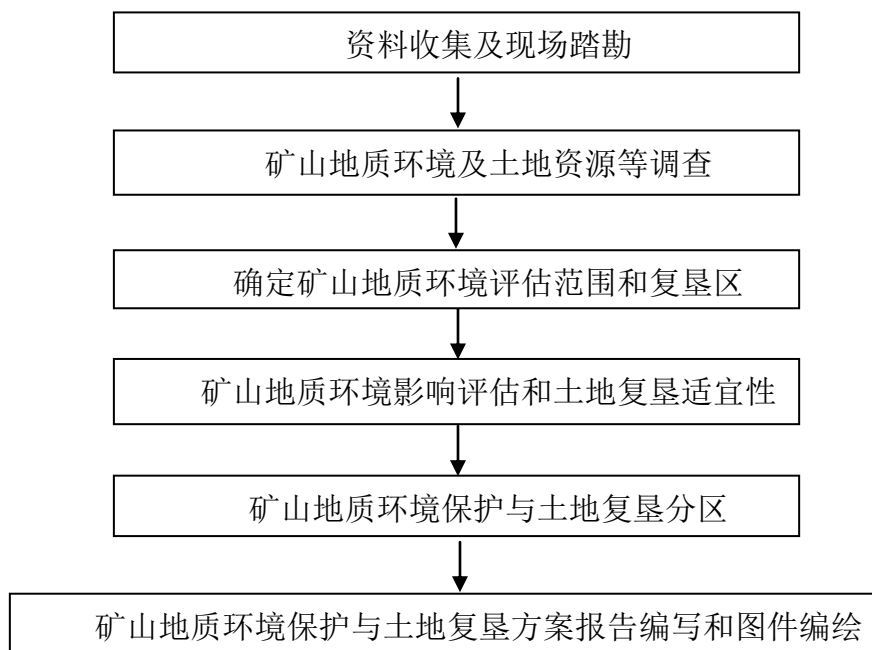 资料收集及现场踏勘
矿山地质环境及土地资源等调查
确定矿山地质环境评估范围和复垦区
矿山地质环境影响评估和土地复垦适宜性
矿山地质环境保护与土地复垦分区
矿山地质环境保护与土地复垦方案报告编写和图件编绘